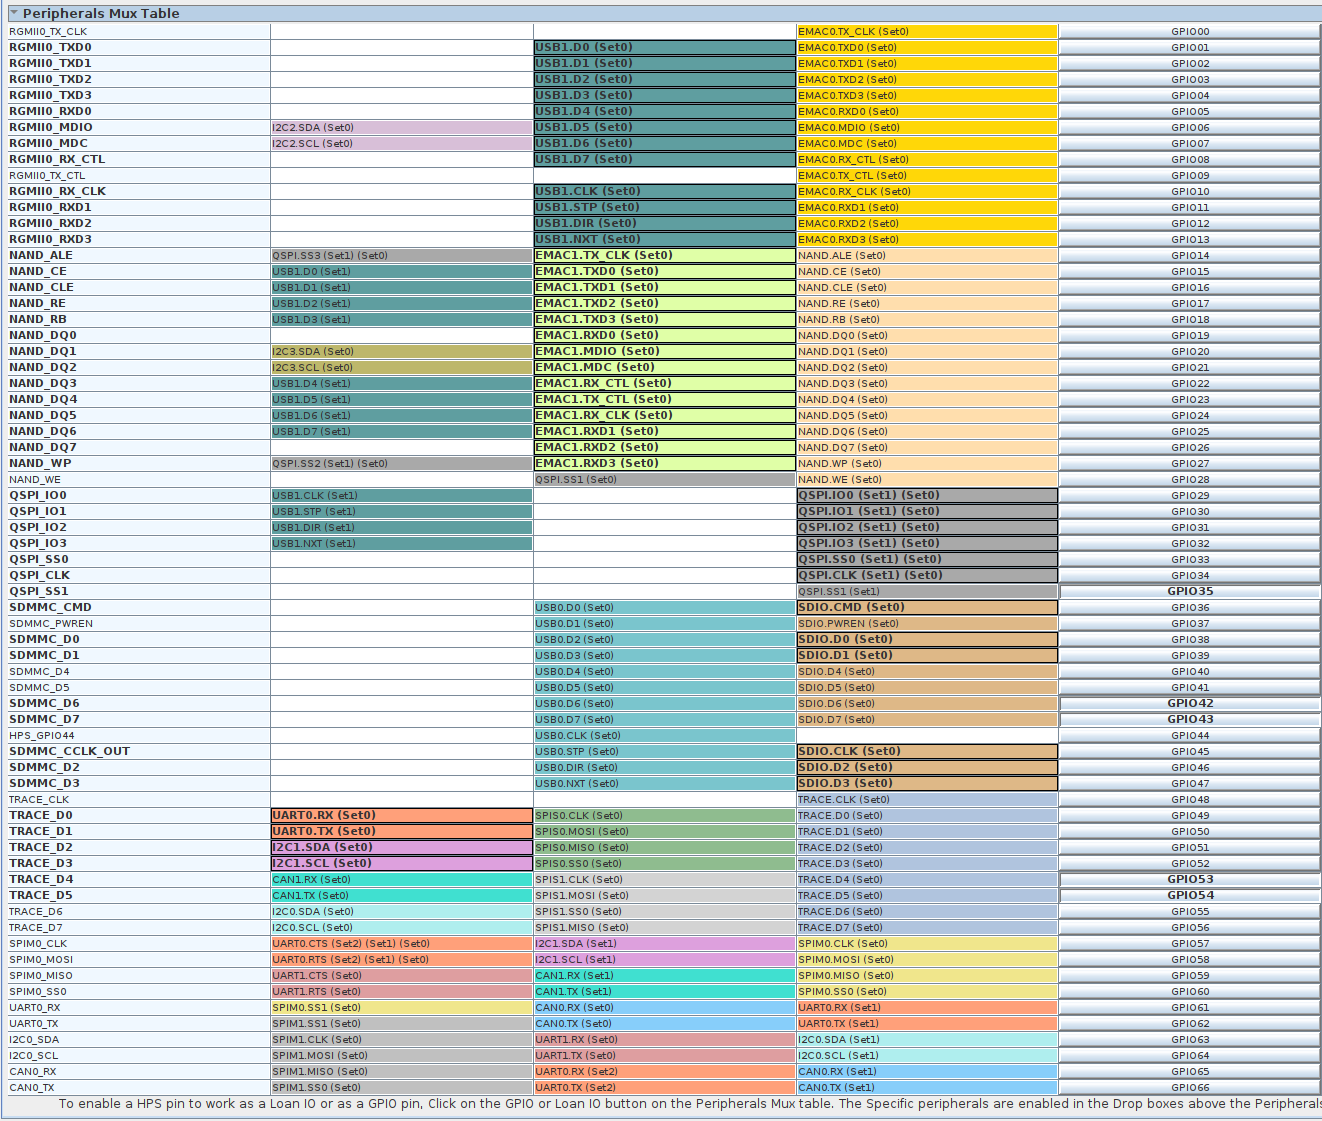 Peripherals Mux Table
RGMII0_TX_CLK EMAC0.TX_CLK (Set0) GPIO00
RGMII0_TXD0 USB1.D0 (Set0) EMAC0.TXD0 (Set0) GPIO01
RGMII0_TXD1 USB1.D1 (Set0) EMAC0.TXD1 (Set0) GPIO02
RGMII0_TXD2 USB1.D2 (Set0) EMAC0.TXD2 (Set0) GPIO03
RGMII0_TXD3 USB1.D3 (Set0) EMAC0.TXD3 (Set0) GPIO04
RGMII0_RXD0 USB1.D4 (Set0) EMAC0.RXD0 (Set0) GPIO05
RGMII0_MDIO I2C2.SDA (Set0) USB1.D5 (Set0) EMAC0.MDIO (Set0) GPIO06
RGMII0_MDC I2C2.SCL (Set0) USB1.D6 (Set0) EMAC0.MDC (Set0) GPIO07
RGMII0_RX_CTL USB1.D7 (Set0) EMAC0.RX_CTL (Set0) GPIO08
RGMII0_TX_CTL EMAC0.TX_CTL (Set0) GPIO09
RGMII0_RX_CLK USB1.CLK (Set0) EMAC0.RX_CLK (Set0) GPIO10
RGMII0_RXD1 USB1.STP (Set0) EMAC0.RXD1 (Set0) GPIO11
RGMII0_RXD2 USB1.DIR (Set0) EMAC0.RXD2 (Set0) GPIO12
RGMII0_RXD3 USB1.NXT (Set0) EMAC0.RXD3 (Set0) GPIO13
NAND_ALE QSPI.SS3 (Set1) (Set0) EMAC1.TX_CLK (Set0) NAND.ALE (Set0) GPIO14
NAND_CE USB1.D0 (Set1) EMAC1.TXD0 (Set0) NAND.CE (Set0) GPIO15
NAND_CLE USB1.D1 (Set1) EMAC1.TXD1 (Set0) NAND.CLE (Set0) GPIO16
NAND_RE USB1.D2 (Set1) EMAC1.TXD2 (Set0) NAND.RE (Set0) GPIO17
NAND_RB USB1.D3 (Set1) EMAC1.TXD3 (Set0) NAND.RB (Set0) GPIO18
NAND_DQ0 EMAC1.RXD0 (Set0) NAND.DQ0 (Set0) GPIO19
NAND_DQ1 I2C3.SDA (Set0) EMAC1.MDIO (Set0) NAND.DQ1 (Set0) GPIO20
NAND_DQ2 I2C3.SCL (Set0) EMAC1.MDC (Set0) NAND.DQ2 (Set0) GPIO21
NAND_DQ3 USB1.D4 (Set1) EMAC1.RX_CTL (Set0) NAND.DQ3 (Set0) GPIO22
NAND_DQ4 USB1.D5 (Set1) EMAC1.TX_CTL (Set0) NAND.DQ4 (Set0) GPIO23
NAND_DQ5 USB1.D6 (Set1) EMAC1.RX_CLK (Set0) NAND.DQ5 (Set0) GPIO24
NAND_DQ6 USB1.D7 (Set1) EMAC1.RXD1 (Set0) NAND.DQ6 (Set0) GPIO25
NAND_DQ7 EMAC1.RXD2 (Set0) NAND.DQ7 (Set0) GPIO26
NAND_WP QSPI.SS2 (Set1) (Set0) EMAC1.RXD3 (Set0) NAND.WP (Set0) GPIO27
NAND_WE QSPI.SS1 (Set0) NAND.WE (Set0) GPIO28
QSPI_IO0 USB1.CLK (Set1) QSPI.IO0 (Set1) (Set0) GPIO29
QSPI_IO1 USB1.STP (Set1) QSPI.IO1 (Set1) (Set0) GPIO30
QSPI_IO2 USB1.DIR (Set1) QSPI.IO2 (Set1) (Set0) GPIO31
QSPI_IO3 USB1.NXT (Set1) QSPI.IO3 (Set1) (Set0) GPIO32
QSPI_SS0 QSPI.SS0 (Set1) (Set0) GPIO33
QSPI_CLK QSPI.CLK (Set1) (Set0) GPIO34
QSPI_SS1 QSPI.SS1 (Set1) GPIO35
SDMMC_CMD USB0.D0 (Set0) SDIO.CMD (Set0) GPIO36
SDMMC_PWREN USB0.D1 (Set0) SDIO.PWREN (Set0) GPIO37
SDMMC_D0 USB0.D2 (Set0) SDIO.D0 (Set0) GPIO38
SDMMC_D1 USB0.D3 (Set0) SDIO.D1 (Set0) GPIO39
SDMMC_D4 USB0.D4 (Set0) SDIO.D4 (Set0) GPIO40
SDMMC_D5 USB0.D5 (Set0) SDIO.D5 (Set0) GPIO41
SDMMC_D6 USB0.D6 (Set0) SDIO.D6 (Set0) GPIO42
SDMMC_D7 USB0.D7 (Set0) SDIO.D7 (Set0) GPIO43
HPS_GPIO44 USB0.CLK (Set0) GPIO44
SDMMC_CCLK_OUT USB0.STP (Set0) SDIO.CLK (Set0) GPIO45
SDMMC_D2 USB0.DIR (Set0) SDIO.D2 (Set0) GPIO46
SDMMC_D3 USB0.NXT (Set0) SDIO.D3 (Set0) GPIO47
TRACE_CLK TRACE.CLK (Set0) GPIO48
TRACE_D0 UART0.RX (Set0) SPIS0.CLK (Set0) TRACE.D0 (Set0) GPIO49
TRACE_D1 UART0.TX (Set0) SPIS0.MOSI (Set0) TRACE.D1 (Set0) GPIO50
TRACE_D2 I2C1.SDA (Set0) SPIS0.MISO (Set0) TRACE.D2 (Set0) GPIO51
TRACE_D3 I2C1.SCL (Set0) SPIS0.SS0 (Set0) TRACE.D3 (Set0) GPIO52
TRACE_D4 CAN1.RX (Set0) SPIS1.CLK (Set0) TRACE.D4 (Set0) GPIO53
TRACE_D5 CAN1.TX (Set0) SPIS1.MOSI (Set0) TRACE.D5 (Set0) GPIO54
TRACE_D6 I2C0.SDA (Set0) SPIS1.SS0 (Set0) TRACE.D6 (Set0) GPIO55
TRACE_D7 I2C0.SCL (Set0) SPIS1.MISO (Set0) TRACE.D7 (Set0) GPIO56
SPIM0_CLK UART0.CTS (Set2) (Set1) (Set0) I2C1.SDA (Set1) SPIM0.CLK (Set0) GPIO57
SPIM0_MOSI UART0.RTS (Set2) (Set1) (Set0) I2C1.SCL (Set1) SPIM0.MOSI (Set0) GPIO58
SPIM0_MISO UART1.CTS (Set0) CAN1.RX (Set1) SPIM0.MISO (Set0) GPIO59
SPIM0_SS0 UART1.RTS (Set0) CAN1.TX (Set1) SPIM0.SS0 (Set0) GPIO60
UART0_RX SPIM0.SS1 (Set0) CAN0.RX (Set0) UART0.RX (Set1) GPIO61
UART0_TX SPIM1.SS1 (Set0) CAN0.TX (Set0) UART0.TX (Set1) GPIO62
I2C0_SDA SPIM1.CLK (Set0) UART1.RX (Set0) I2C0.SDA (Set1) GPIO63
I2C0_SCL SPIM1.MOSI (Set0) UART1.TX (Set0) I2C0.SCL (Set1) GPIO64
CAN0_RX SPIM1.MISO (Set0) UART0.RX (Set2) CAN0.RX (Set1) GPIO65
CAN0_TX SPIM1.SS0 (Set0) UART0.TX (Set2) CAN0.TX (Set1) GPIO66
To enable a HPS pin to work as a Loan IO or as a GPIO pin, Click on the GPIO or Loan IO button on the Peripherals Mux table. The Specific peripherals are enabled in the Drop boxes above the Peripherals